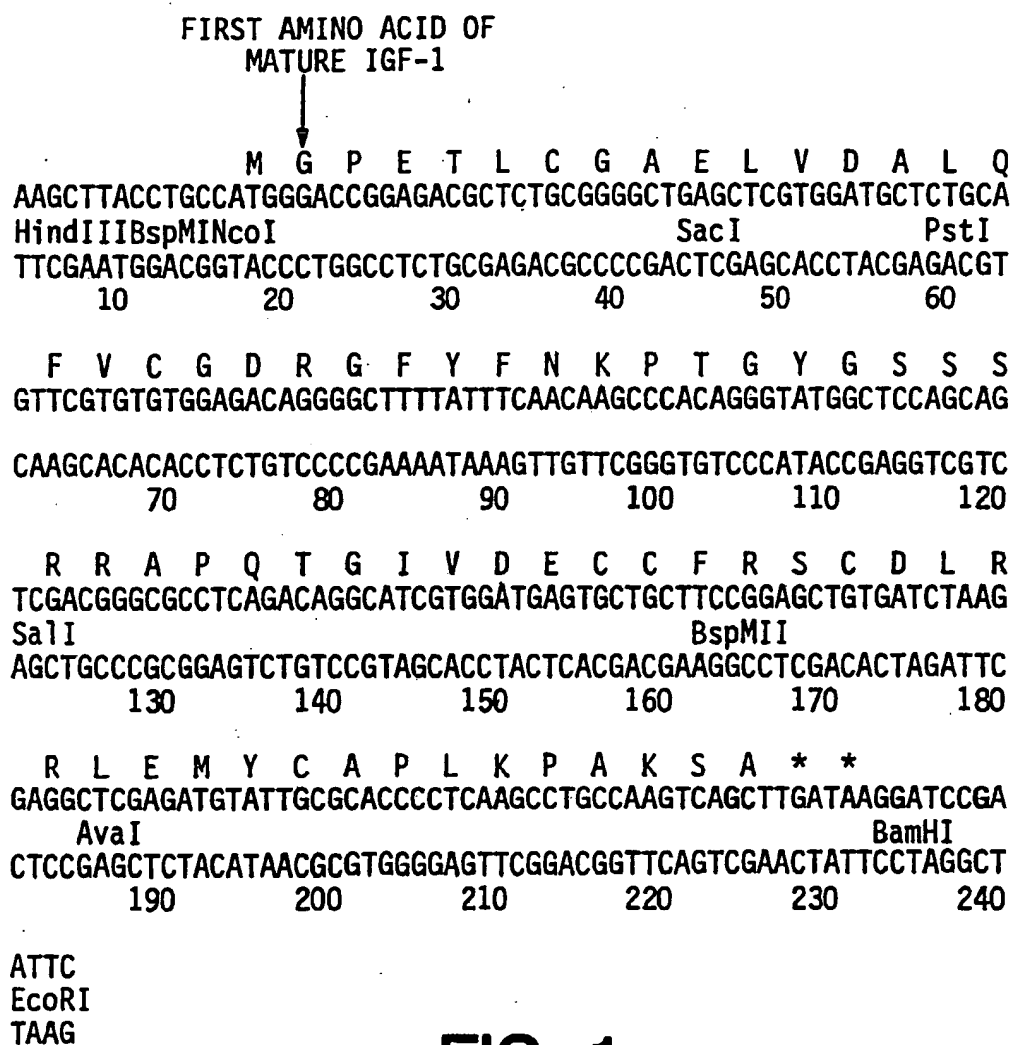 FIRST AMINO ACID OF
MATURE IGF-1
M G P E T L C G A E L V D A L Q
AAGCTTACCTGCCATGGGACCGGAGACGCTCTGCGGGGCTGAGCTCGTGGATGCTCTGCA
HindIIIBspMINcoI SacI PstI
TTCGAATGGACGGTACCCTGGCCTCTGCGAGACGCCCCGACTCGAGCACCTACGAGACGT
10 20 30 40 50 60
F V C G D R G F Y F N K P T G Y G S S S
GTTCGTGTGTGGAGACAGGGGCTTTTATTTCAACAAGCCCACAGGGTATGGCTCCAGCAG
CAAGCACACACCTCTGTCCCCGAAAATAAAGTTGTTCGGGTGTCCCATACCGAGGTCGTC
70 80 90 100 110 120
R R A P Q T G I V D E C C F R S C D L R
TCGACGGGCGCCTCAGACAGGCATCGTGGATGAGTGCTGCTTCCGGAGCTGTGATCTAAG
SalI BspMII
AGCTGCCCGCGGAGTCTGTCCGTAGCACCTACTCACGACGAAGGCCTCGACACTAGATTC
130 140 150 160 170 180
R L E M Y C A P L K P A K S A * *
GAGGCTCGAGATGTATTGCGCACCCCTCAAGCCTGCCAAGTCAGCTTGATAAGGATCCGA
AvaI BamHI
CTCCGAGCTCTACATAACGCGTGGGGAGTTCGGACGGTTCAGTCGAACTATTCCTAGGCT
190 200 210 220 230 240
ATTC
EcoRI
TAAG